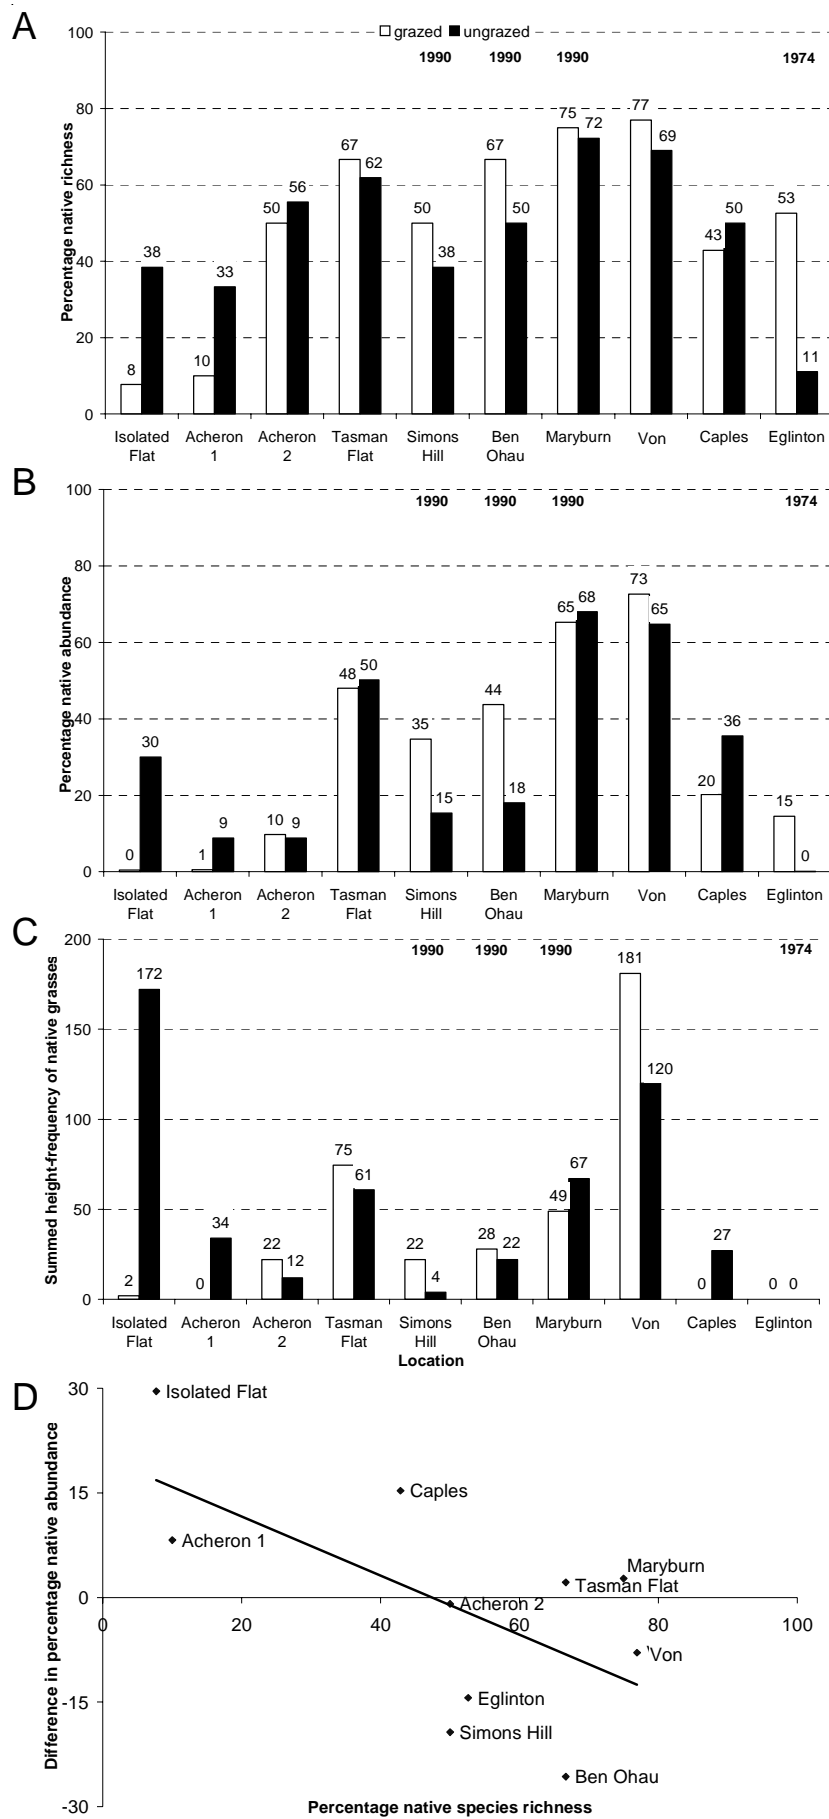 A
grazed ungrazed
1990 1990 1990 1974
Percentage native richness
100
80
60
40
20
0
8 38 10 33 50 56 67 62 50 38 67 50 75 72 77 69 43 50 53 11
Isolated Flat
Acheron 1
Acheron 2
Tasman Flat
Simons Hill
Ben Ohau
Maryburn
Von
Caples
Eglinton
B
1990 1990 1990 1974
Percentage native abundance
100
80
60
40
20
0
0 30 1 9 10 9 48 50 35 15 44 18 65 68 73 65 20 36 15 0
Isolated Flat
Acheron 1
Acheron 2
Tasman Flat
Simons Hill
Ben Ohau
Maryburn
Von
Caples
Eglinton
C
1990 1990 1990 1974
Summed height-frequency of native grasses
200
150
100
50
0
2 172 0 34 22 12 75 61 22 4 28 22 49 67 181 120 0 27 0 0
Isolated Flat
Acheron 1
Acheron 2
Tasman Flat
Simons Hill
Ben Ohau
Maryburn
Von
Caples
Eglinton
Location
D
Difference in percentage native abundance
30
15
0
-15
-30
Isolated Flat
Caples
Acheron 1
Maryburn
Tasman Flat
Acheron 2
0 20 40 60 80 100
Von
Eglinton
Simons Hill
Ben Ohau
Percentage native species richness